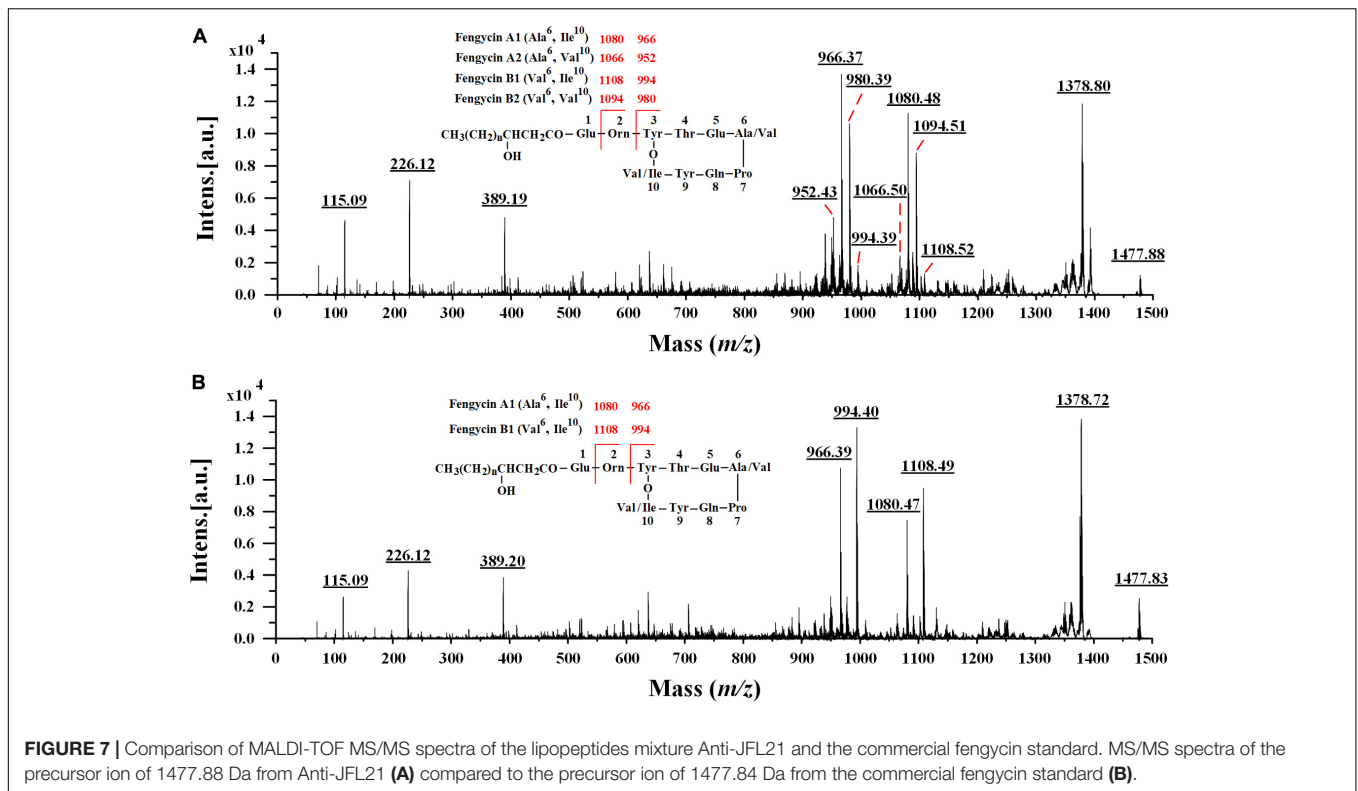 A
x10 4
Fengycin A1 (Ala6, Ile10) 1080 966
Fengycin A2 (Ala6, Val10) 1066 952
Fengycin B1 (Val6, Ile10) 1108 994
Fengycin B2 (Val6, Val10) 1094 980
1 2 3 4 5 6
CH3(CH2)nCHCH2CO–Glu–Orn–Tyr–Thr–Glu–Ala/Val
OH
O
Val/Ile–Tyr–Gln–Pro
10 9 8 7
966.37
980.39
1080.48
1094.51
1378.80
226.12
115.09
389.19
952.43
1066.50
994.39
1108.52
1477.88
1.4
1.2
1.0
0.8
0.6
0.4
0.2
0.0
Intens.[a.u.]
0 100 200 300 400 500 600 700 800 900 1000 1100 1200 1300 1400 1500
Mass (m/z)
B
x10 4
Fengycin A1 (Ala6, Ile10) 1080 966
Fengycin B1 (Val6, Ile10) 1108 994
1 2 3 4 5 6
CH3(CH2)nCHCH2CO–Glu–Orn–Tyr–Thr–Glu–Ala/Val
OH
O
Val/Ile–Tyr–Gln–Pro
10 9 8 7
994.40
966.39
1108.49
1080.47
1378.72
226.12
115.09
389.20
1477.83
1.4
1.2
1.0
0.8
0.6
0.4
0.2
0.0
Intens.[a.u.]
0 100 200 300 400 500 600 700 800 900 1000 1100 1200 1300 1400 1500
Mass (m/z)
FIGURE 7 | Comparison of MALDI-TOF MS/MS spectra of the lipopeptides mixture Anti-JFL21 and the commercial fengycin standard. MS/MS spectra of the
precursor ion of 1477.88 Da from Anti-JFL21 (A) compared to the precursor ion of 1477.84 Da from the commercial fengycin standard (B).